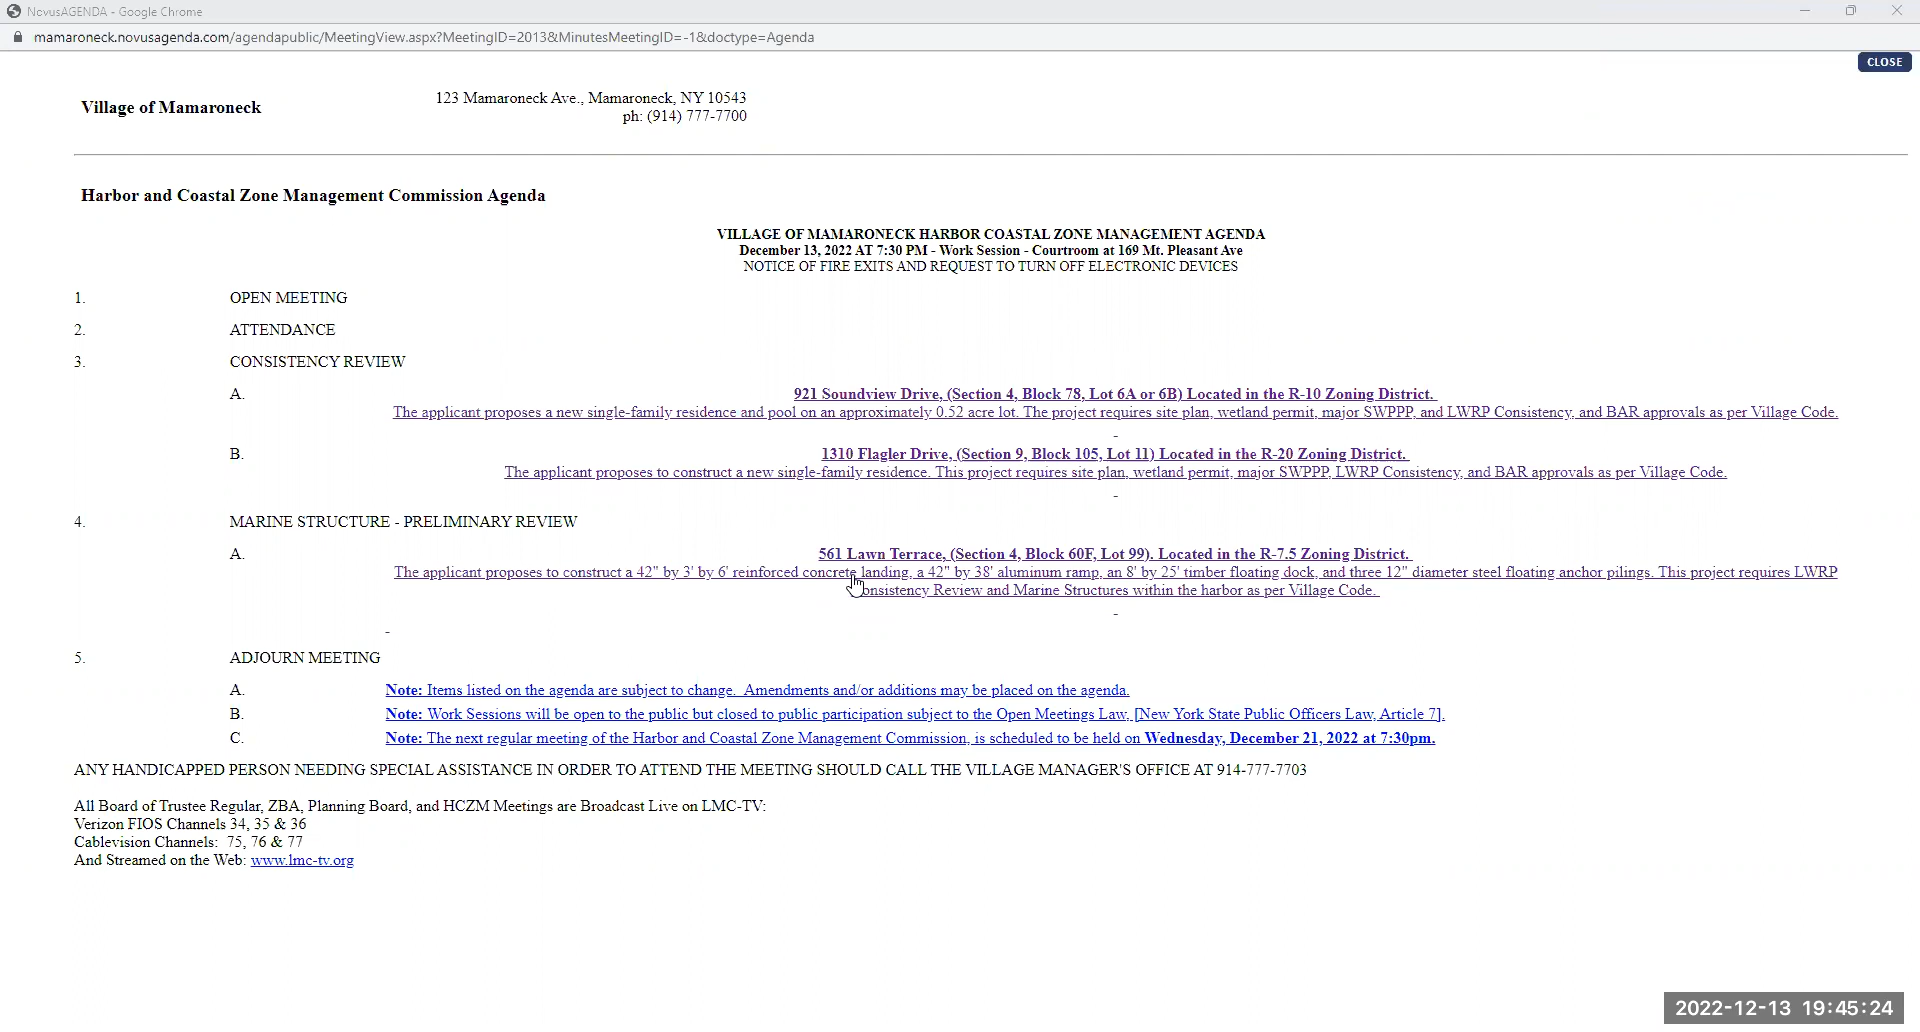 NovusAGENDA - Google Chrome
mamaroneck.novusagenda.com/agendapublic/MeetingView.aspx?MeetingID=2013&MinutesMeetingID=-1&doctype=Agenda
CLOSE
Village of Mamaroneck
123 Mamaroneck Ave., Mamaroneck, NY 10543
ph: (914) 777-7700
Harbor and Coastal Zone Management Commission Agenda
VILLAGE OF MAMARONECK HARBOR COASTAL ZONE MANAGEMENT AGENDA
December 13, 2022 AT 7:30 PM - Work Session - Courtroom at 169 Mt. Pleasant Ave
NOTICE OF FIRE EXITS AND REQUEST TO TURN OFF ELECTRONIC DEVICES
1. OPEN MEETING
2. ATTENDANCE
3. CONSISTENCY REVIEW
A. 921 Soundview Drive, (Section 4, Block 78, Lot 6A or 6B) Located in the R-10 Zoning District.
The applicant proposes a new single-family residence and pool on an approximately 0.52 acre lot. The project requires site plan, wetland permit, major SWPPP, and LWRP Consistency, and BAR approvals as per Village Code.
B. 1310 Flagler Drive, (Section 9, Block 105, Lot 11) Located in the R-20 Zoning District.
The applicant proposes to construct a new single-family residence. This project requires site plan, wetland permit, major SWPPP, LWRP Consistency, and BAR approvals as per Village Code.
4. MARINE STRUCTURE - PRELIMINARY REVIEW
A. 561 Lawn Terrace, (Section 4, Block 60F, Lot 99). Located in the R-7.5 Zoning District.
The applicant proposes to construct a 42" by 3' by 6' reinforced concrete landing, a 42" by 38' aluminum ramp, an 8' by 25' timber floating dock, and three 12" diameter steel floating anchor pilings. This project requires LWRP
onsistency Review and Marine Structures within the harbor as per Village Code.
5. ADJOURN MEETING
A. Note: Items listed on the agenda are subject to change. Amendments and/or additions may be placed on the agenda.
B. Note: Work Sessions will be open to the public but closed to public participation subject to the Open Meetings Law, [New York State Public Officers Law, Article 7].
C. Note: The next regular meeting of the Harbor and Coastal Zone Management Commission, is scheduled to be held on Wednesday, December 21, 2022 at 7:30pm.
ANY HANDICAPPED PERSON NEEDING SPECIAL ASSISTANCE IN ORDER TO ATTEND THE MEETING SHOULD CALL THE VILLAGE MANAGER'S OFFICE AT 914-777-7703
All Board of Trustee Regular, ZBA, Planning Board, and HCZM Meetings are Broadcast Live on LMC-TV:
Verizon FIOS Channels 34, 35 & 36
Cablevision Channels: 75, 76 & 77
And Streamed on the Web: www.lmc-tv.org
2022-12-13 19:45:24